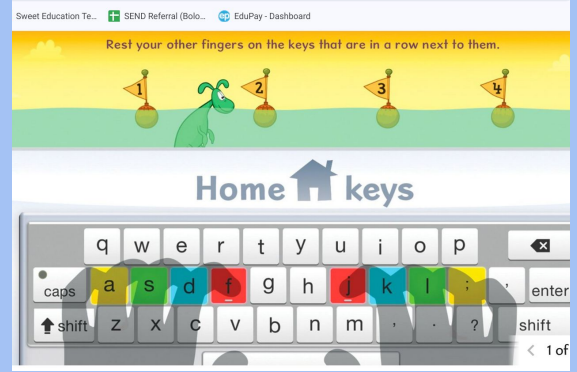 Sweet Education Te... SEND Referral (Bolo... ep EduPay - Dashboard
Rest your other fingers on the keys that are in a row next to them.
1 2 3 4
Home keys
q w e r t y u i o p
caps a s d f g h j k l ; ' enter
shift z x c v b n m , . ? shift
< 1 of